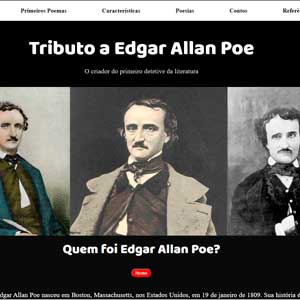 Primeiros Poemas Características Poesias Contos Referê
Tributo a Edgar Allan Poe
O criador do primeiro detetive da literatura
Quem foi Edgar Allan Poe?
Home
dgar Allan Poe nasceu em Boston, Massachusetts, nos Estados Unidos, em 19 de janeiro de 1809. Sua história é